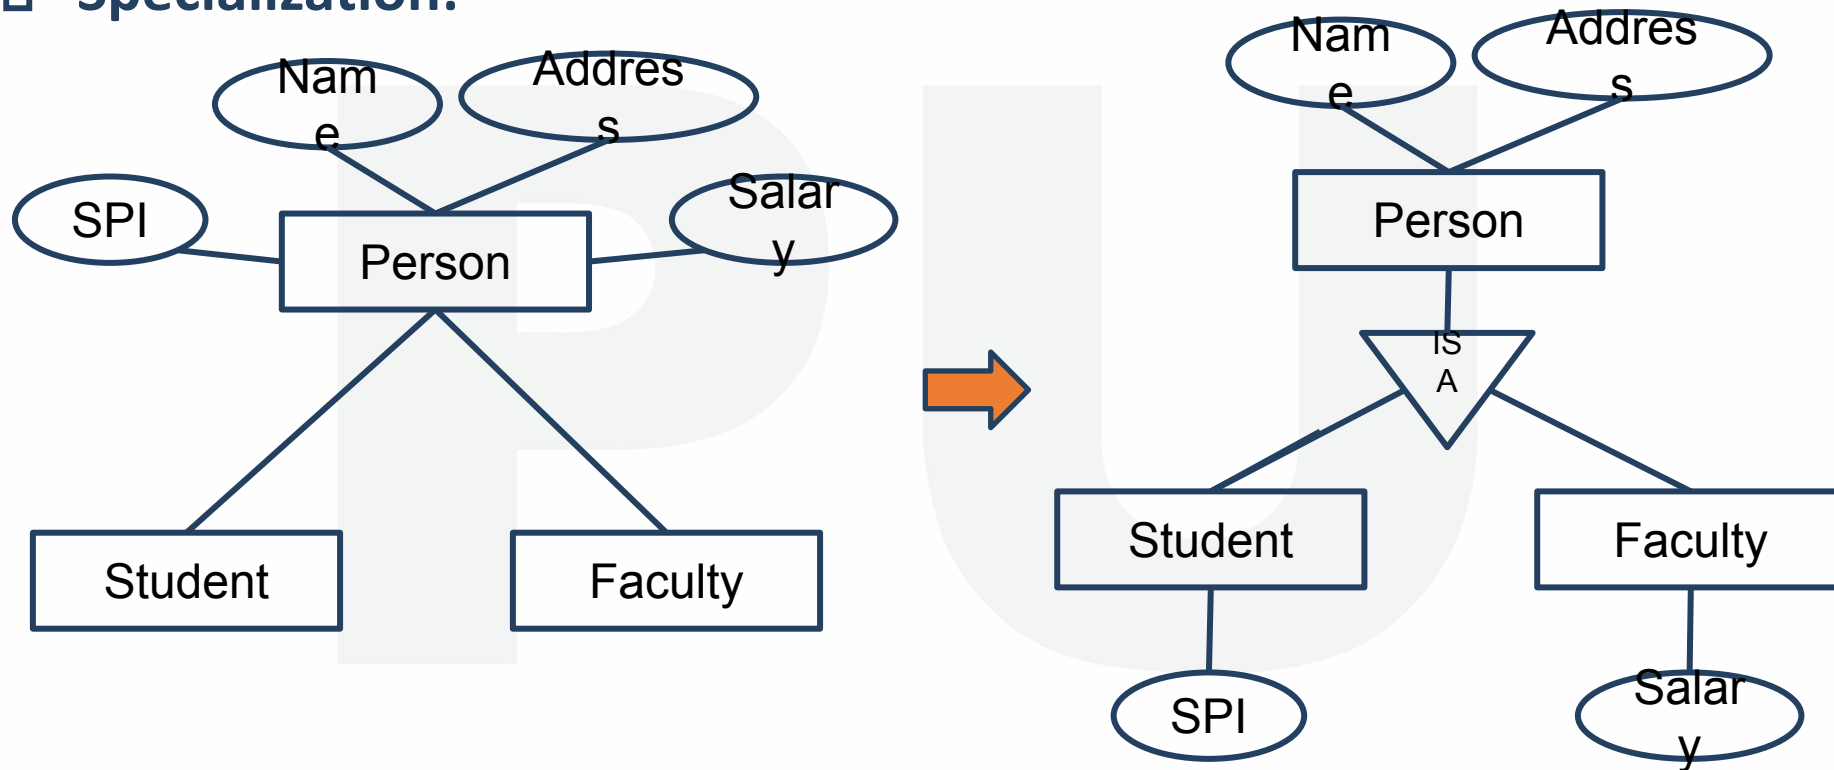 Specialization:
Nam
e
Addres
s
SPI
Salar
y
Person
Student
Faculty
Nam
e
Addres
s
Person
IS
A
Student
Faculty
SPI
Salar
y